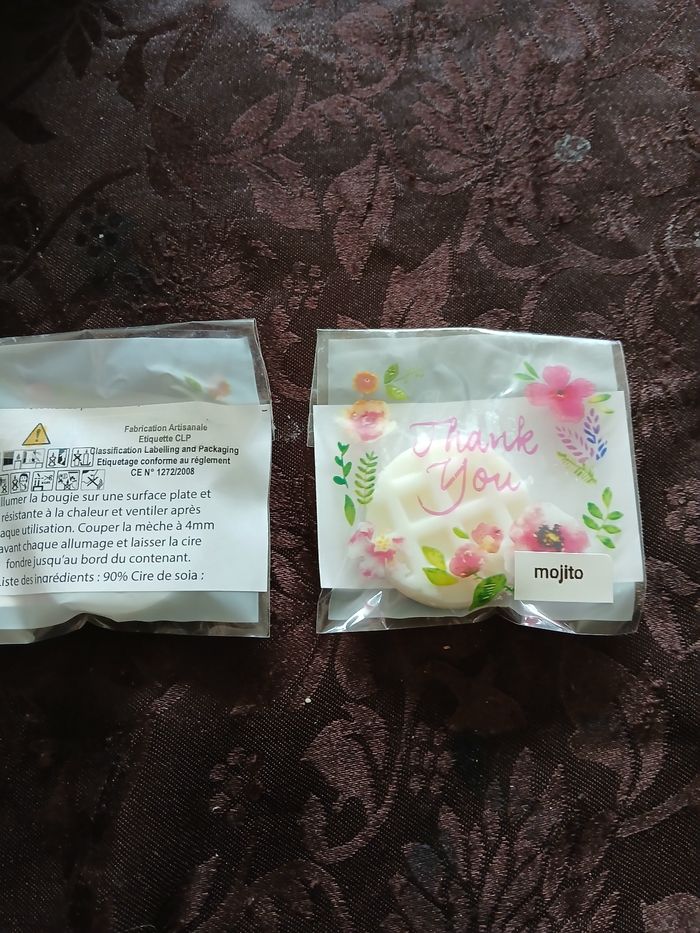 Fabrication Artisanale
Etiquette CLP
Classification Labelling and Packaging
Etiquetage conforme au règlement
CE N° 1272/2008
llumer la bougie sur une surface plate et
résistante à la chaleur et ventiler après
aque utilisation. Couper la mèche à 4mm
avant chaque allumage et laisser la cire
fondre jusqu'au bord du contenant.
Liste des ingrédients : 90% Cire de soja ;
Thank
You
mojito